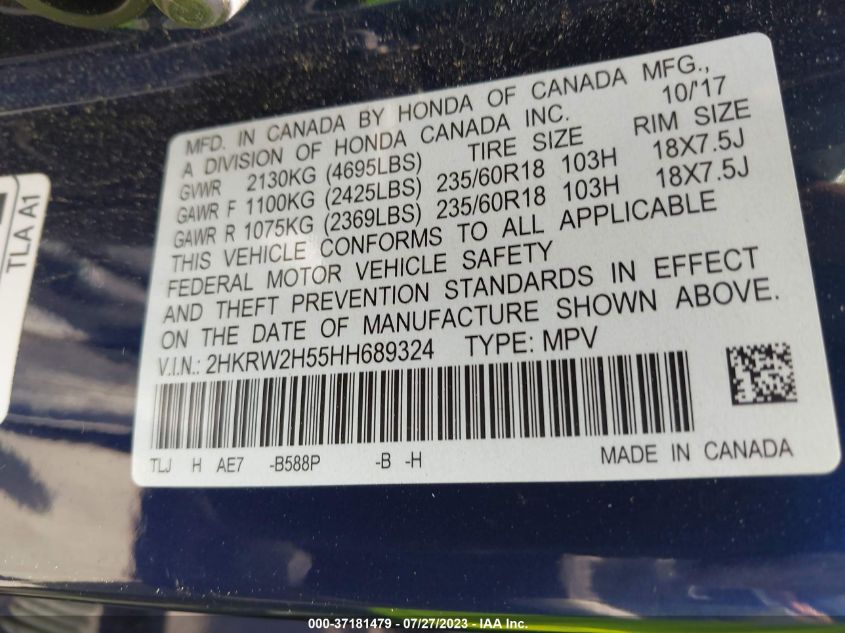 MFD. IN CANADA BY HONDA OF CANADA MFG.,
A DIVISION OF HONDA CANADA INC. 10/'17
GVWR 2130KG (4695LBS) TIRE SIZE RIM SIZE
GAWR F 1100KG (2425LBS) 235/60R18 103H 18X7.5J
GAWR R 1075KG (2369LBS) 235/60R18 103H 18X7.5J
THIS VEHICLE CONFORMS TO ALL APPLICABLE
FEDERAL MOTOR VEHICLE SAFETY
AND THEFT PREVENTION STANDARDS IN EFFECT
ON THE DATE OF MANUFACTURE SHOWN ABOVE.
V.I.N.: 2HKRW2H55HH689324 TYPE: MPV
TLJ H AE7 -B588P -B -H MADE IN CANADA
TLA A1
000-37181479 - 07/27/2023 - IAA Inc.